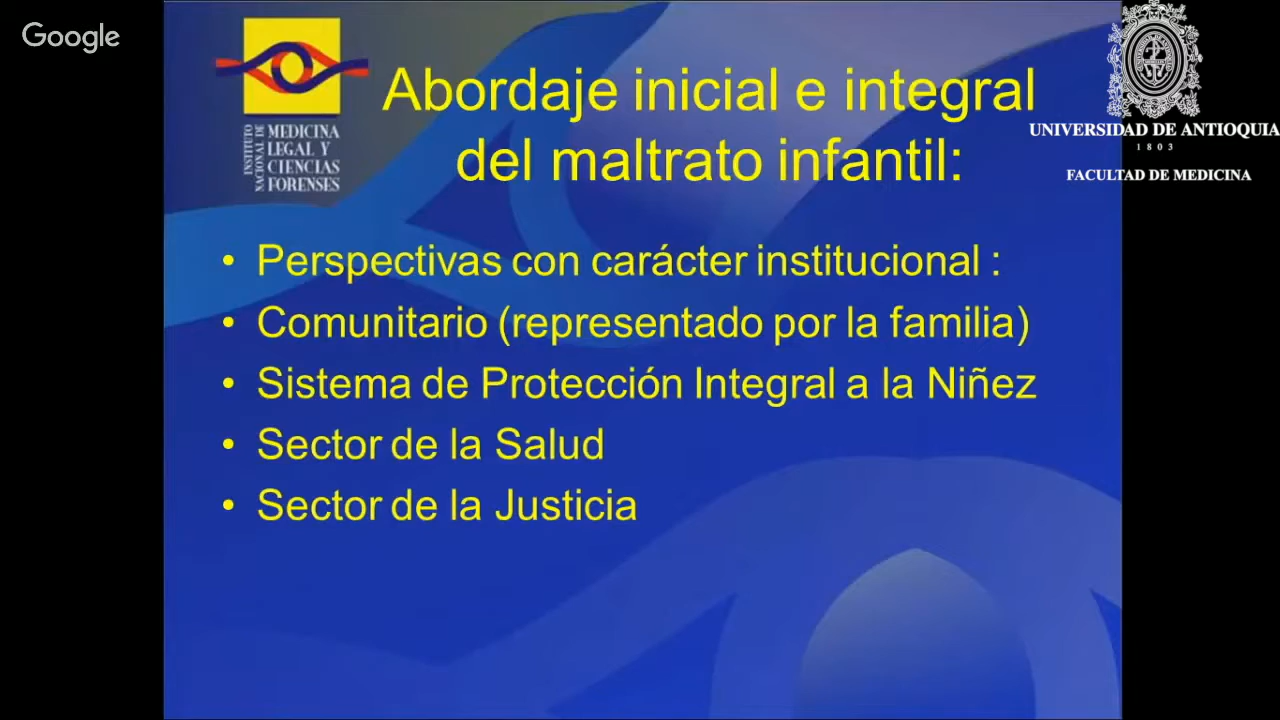 Google
INSTITUTO
NACIONAL DE
MEDICINA
LEGAL Y
CIENCIAS
FORENSES
Abordaje inicial e integral
del maltrato infantil:
UNIVERSIDAD DE ANTIOQUIA
1803
FACULTAD DE MEDICINA
• Perspectivas con carácter institucional :
• Comunitario (representado por la familia)
• Sistema de Protección Integral a la Niñez
• Sector de la Salud
• Sector de la Justicia